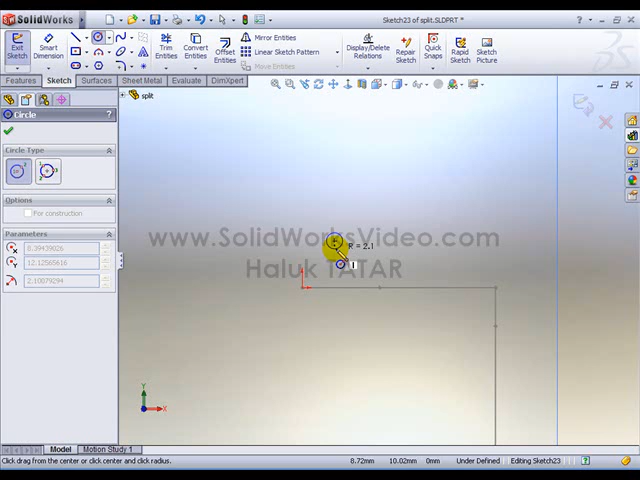 SolidWorks
Sketch23 of split.SLDPRT *
Exit Sketch
Smart Dimension
Trim Entities
Convert Entities
Offset Entities
Mirror Entities
Linear Sketch Pattern
Move Entities
Display/Delete Relations
Repair Sketch
Quick Snaps
Rapid Sketch
Sketch Picture
Features
Sketch
Surfaces
Sheet Metal
Evaluate
DimXpert
split
Circle
?
Circle Type
Options
For construction
Parameters
8.39439026
12.12565616
2.10079294
R = 2.1
www.SolidWorksVideo.com
Haluk TATAR
Y
X
Model
Motion Study 1
Click drag from the center or click center and click radius.
8.72mm
10.02mm
0mm
Under Defined
Editing Sketch23